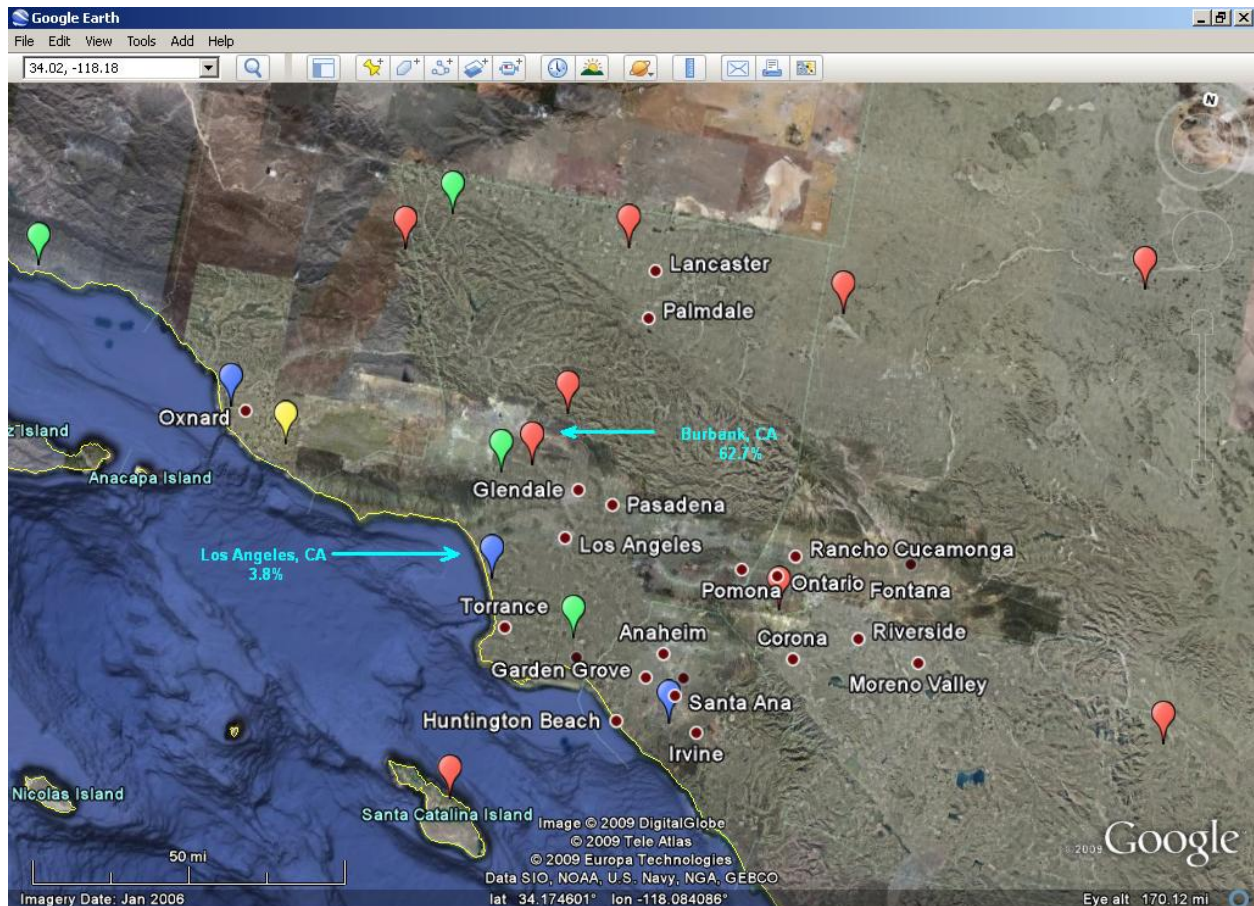 Google Earth
File Edit View Tools Add Help
34.02, -118.18
N
Lancaster
Palmdale
Oxnard
z Island
Anacapa Island
Burbank, CA
62.7%
Glendale
Pasadena
Los Angeles, CA
3.8%
Los Angeles
Rancho Cucamonga
Pomona
Ontario
Fontana
Torrance
Anaheim
Corona
Riverside
Garden Grove
Moreno Valley
Santa Ana
Huntington Beach
Irvine
Nicolas Island
Santa Catalina Island
Image © 2009 DigitalGlobe
© 2009 Tele Atlas
© 2009 Europa Technologies
Data SIO, NOAA, U.S. Navy, NGA, GEBCO
© 2009 Google
50 mi
Imagery Date: Jan 2006
lat 34.174601° lon -118.084086°
Eye alt 170.12 mi